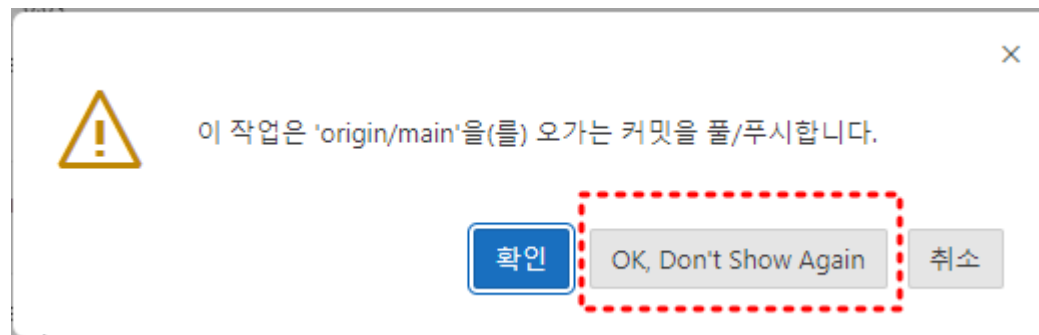 이 작업은 'origin/main'을(를) 오가는 커밋을 풀/푸시합니다.
확인 OK, Don't Show Again 취소